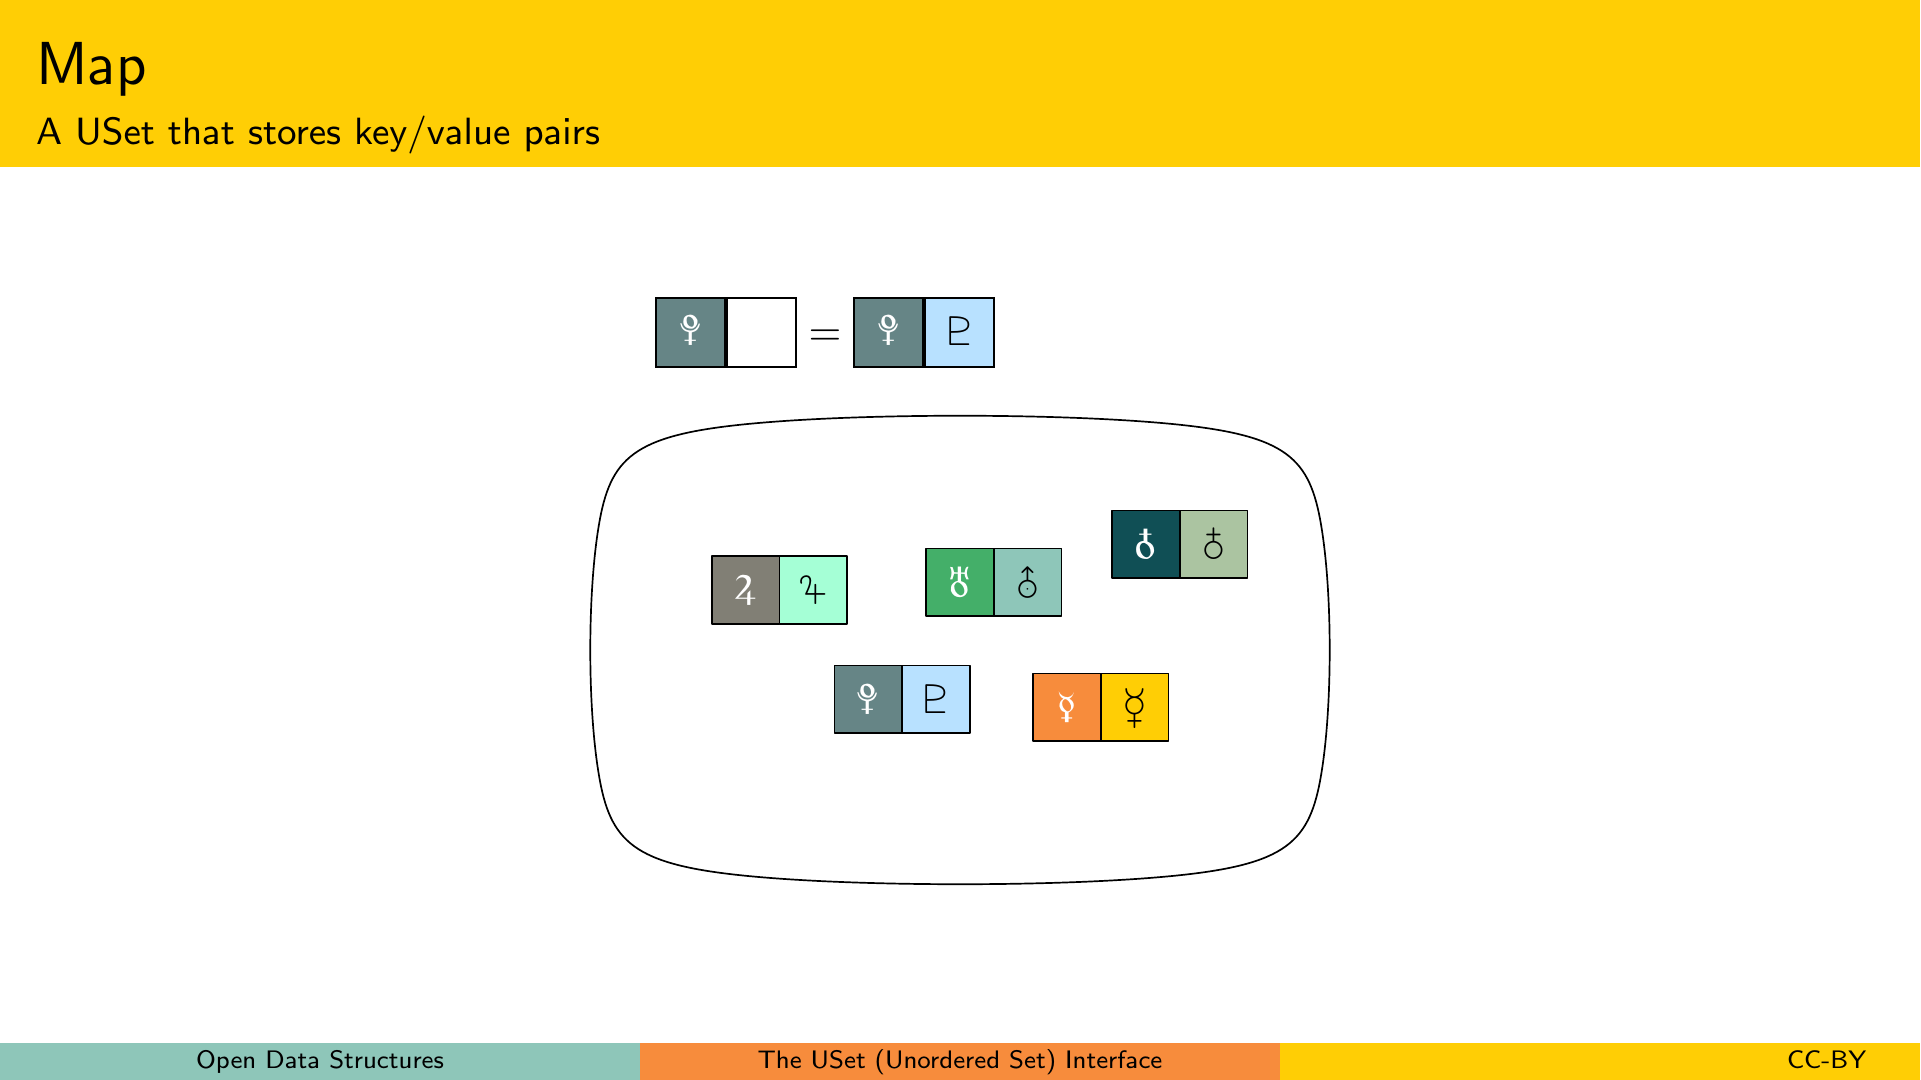 Map
A USet that stores key/value pairs
⯓ = ⯓ ♇
♁ ♁
♃ ♃ ♅ ⛢
⯓ ♇ ☿ ☿
Open Data Structures The USet (Unordered Set) Interface CC-BY